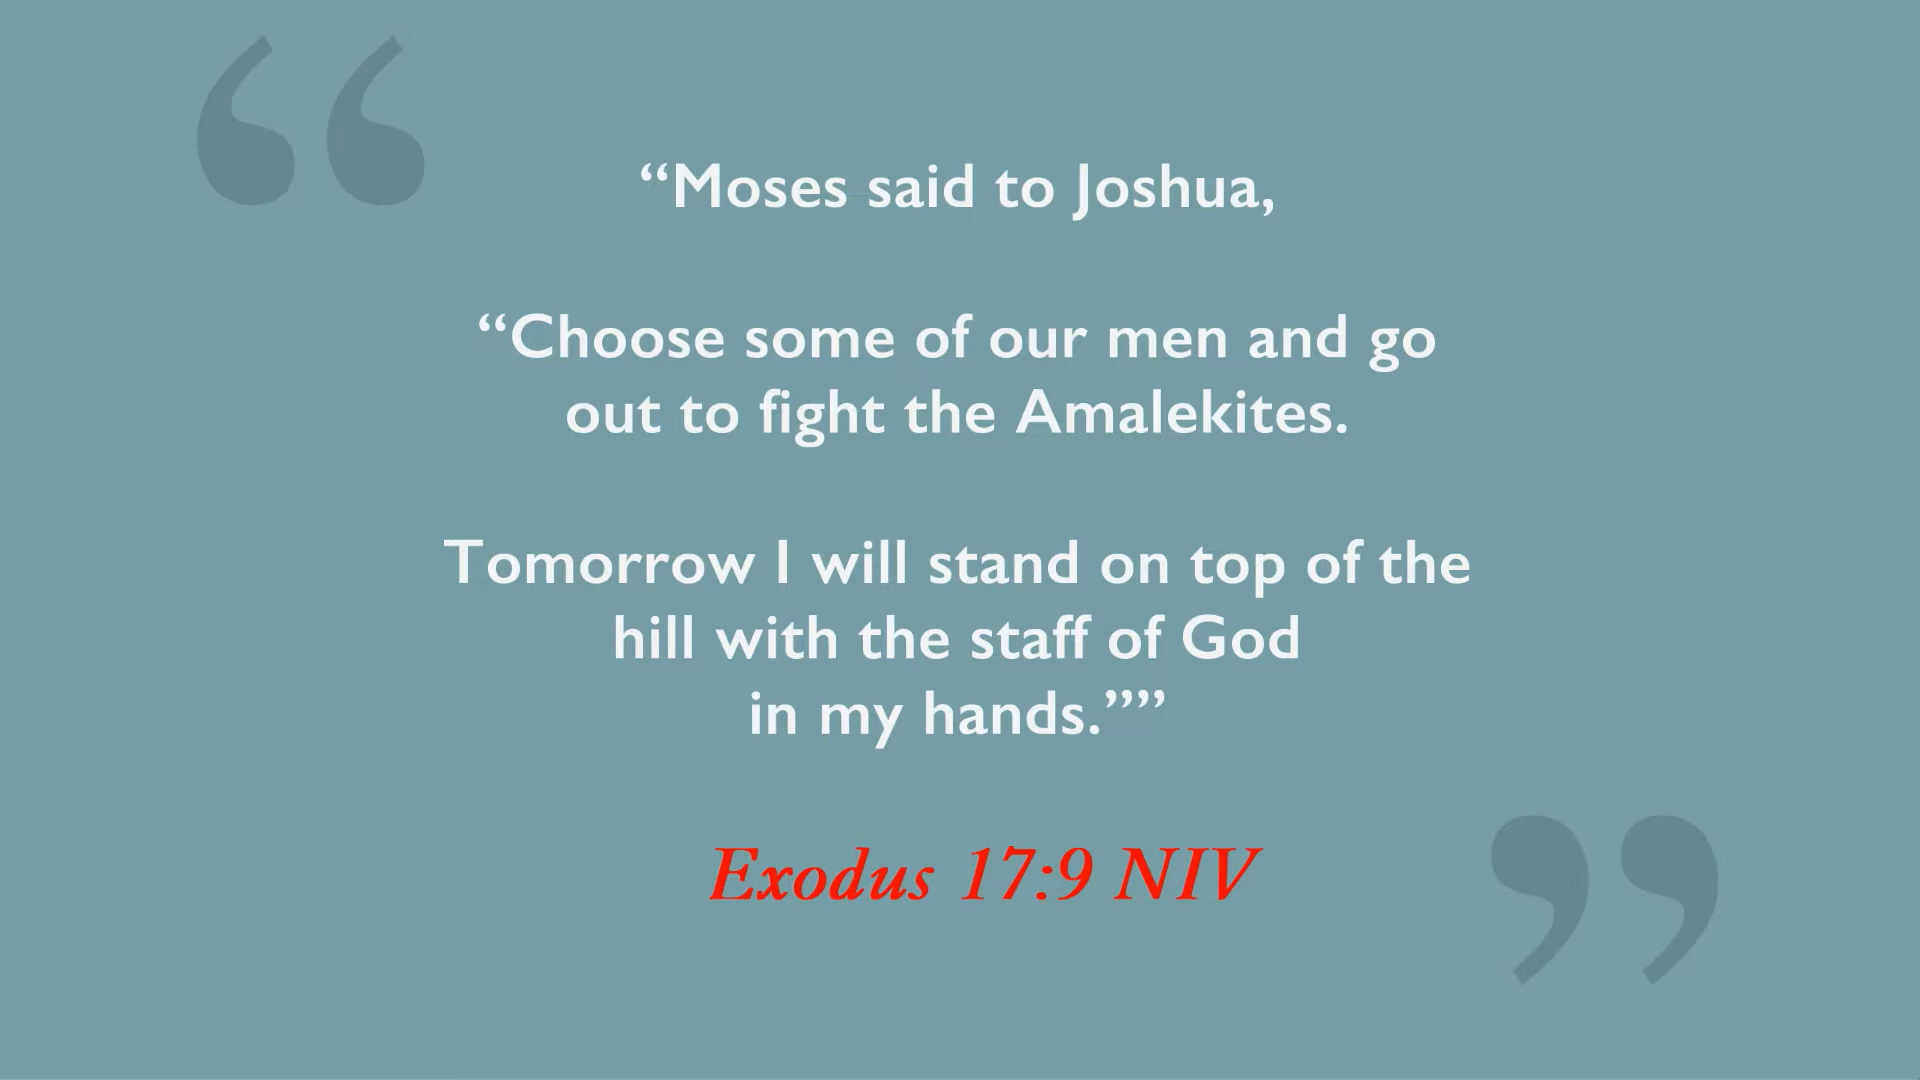 “Moses said to Joshua,
“Choose some of our men and go
out to fight the Amalekites.
Tomorrow I will stand on top of the
hill with the staff of God
in my hands.””
Exodus 17:9 NIV